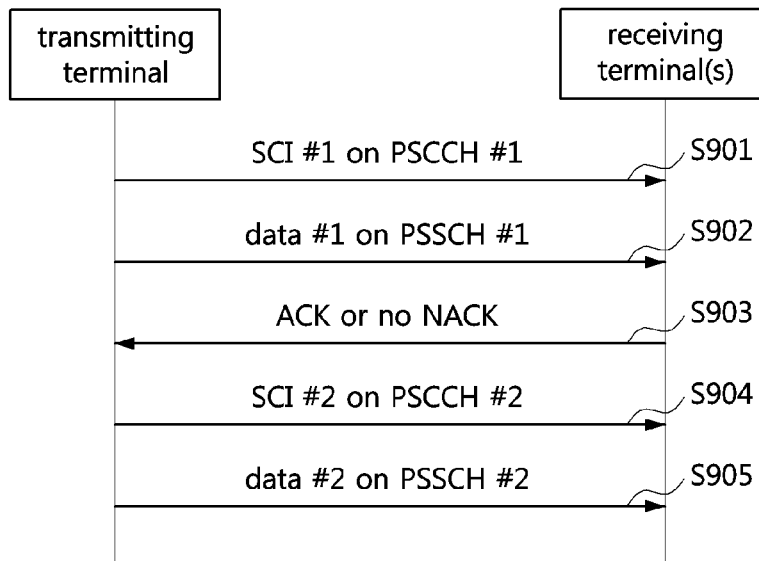 transmitting
terminal
receiving
terminal(s)
SCI #1 on PSCCH #1
S901
data #1 on PSSCH #1
S902
ACK or no NACK
S903
SCI #2 on PSCCH #2
S904
data #2 on PSSCH #2
S905